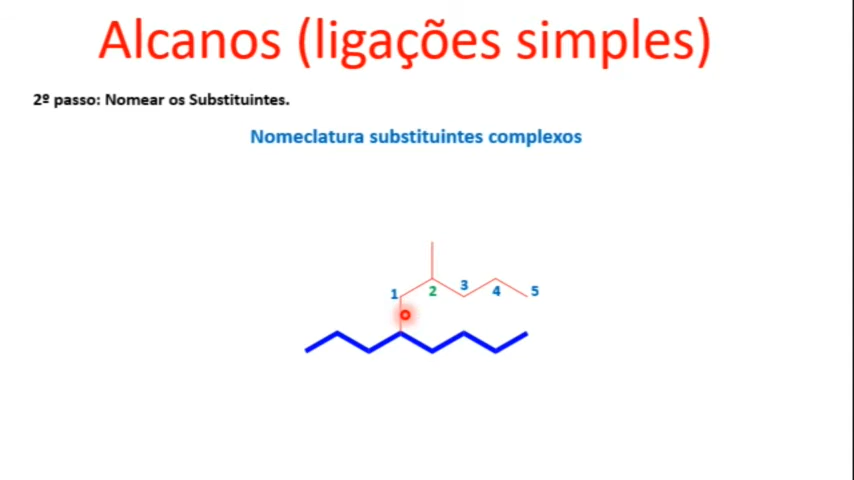 Alcanos (ligações simples)
2º passo: Nomear os Substituintes.
Nomeclatura substituintes complexos
1 2 3 4 5